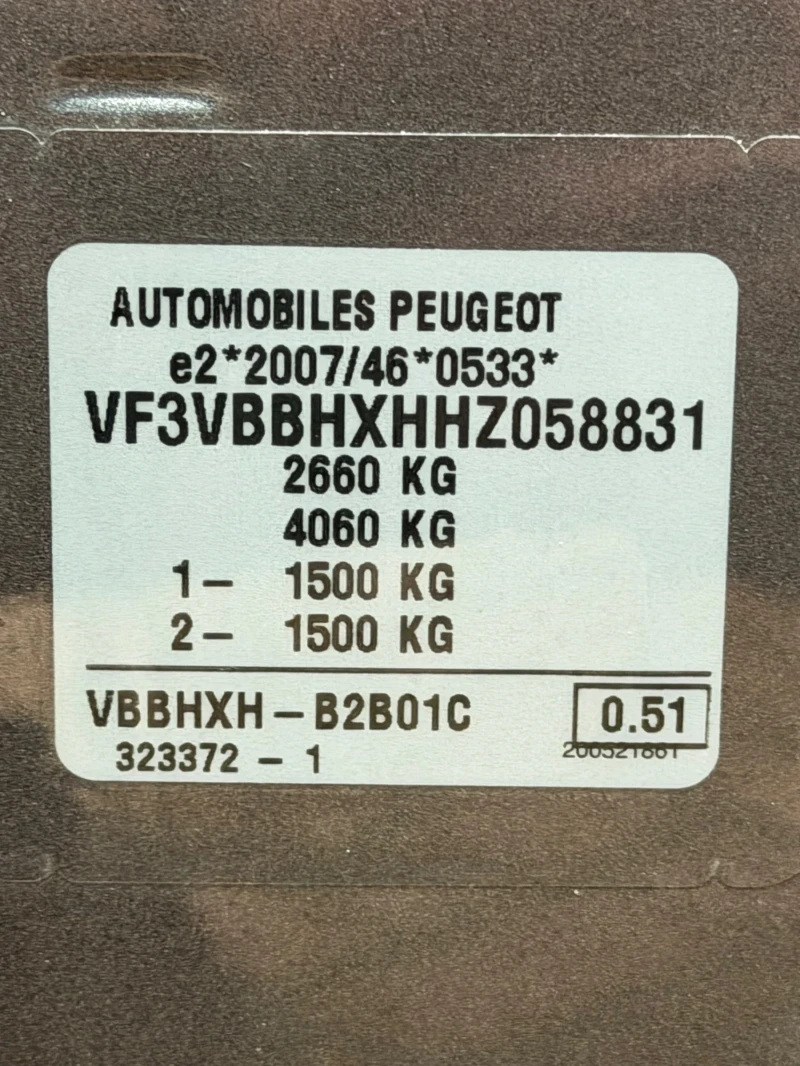 AUTOMOBILES PEUGEOT
e2*2007/46*0533*
VF3VBBHXHHZ058831
2660 KG
4060 KG
1- 1500 KG
2- 1500 KG
VBBHXH-B2B01C 0.51
323372 - 1